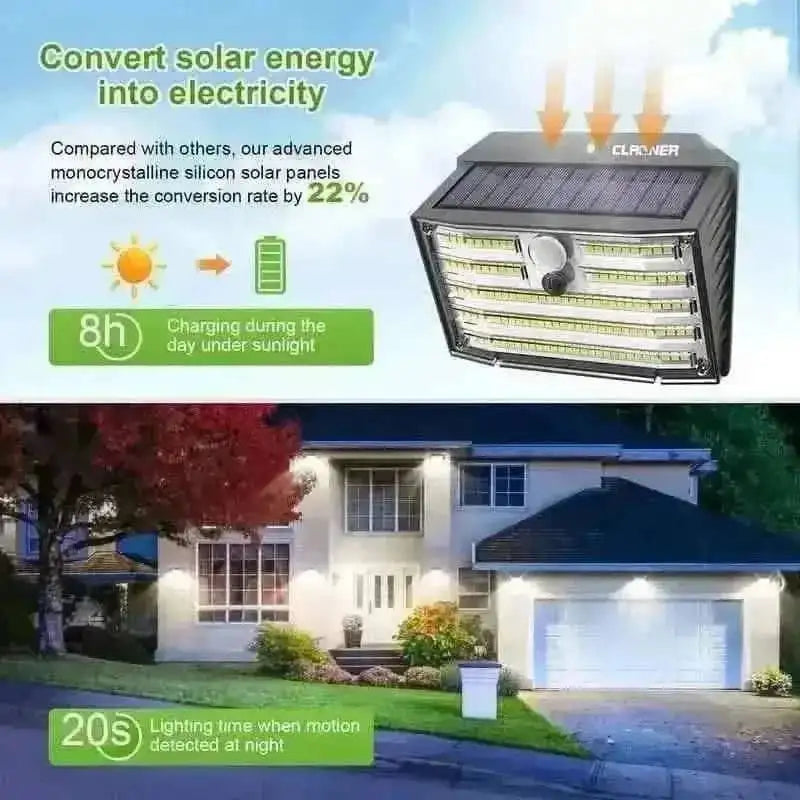 Convert solar energy
into electricity
Compared with others, our advanced
monocrystalline silicon solar panels
increase the conversion rate by 22%
CLAONER
8h
Charging during the
day under sunlight
20s
Lighting time when motion
detected at night